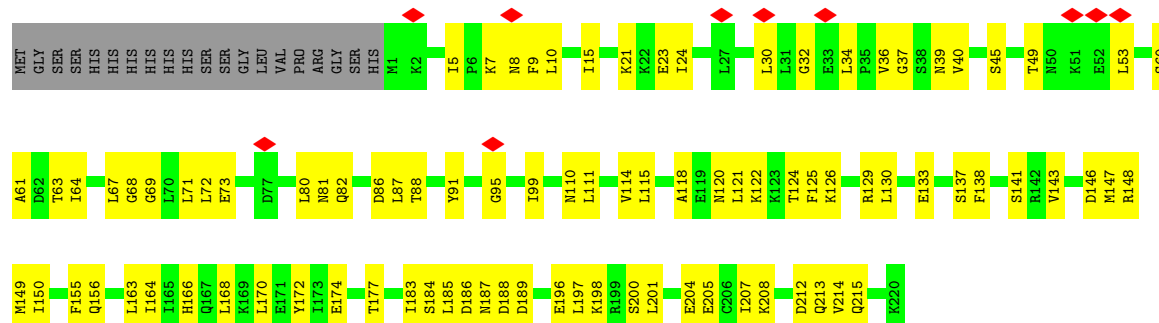 MET GLY SER SER HIS HIS HIS HIS HIS HIS SER SER GLY LEU VAL PRO ARG GLY SER HIS M1 K2 I5 P6 K7 N8 F9 L10 I15 K21 K22 E23 I24 L27 L30 L31 G32 E33 L34 P35 V36 G37 S38 N39 V40 S45 T49 N50 K51 E52 L53
A61 D62 T63 I64 L67 G68 G69 L70 L71 L72 E73 D77 L80 N81 Q82 D86 L87 T88 Y91 G95 I99 N110 L111 V114 L115 A118 E119 N120 L121 K122 K123 T124 F125 K126 R129 L130 E133 S137 F138 S141 R142 V143 D146 M147 R148
M149 I150 F155 Q156 L163 I164 I165 H166 Q167 L168 K169 L170 E171 Y172 I173 E174 T177 I183 S184 L185 D186 N187 D188 D189 E196 L197 K198 R199 S200 L201 E204 E205 C206 I207 K208 D212 Q213 V214 Q215 K220